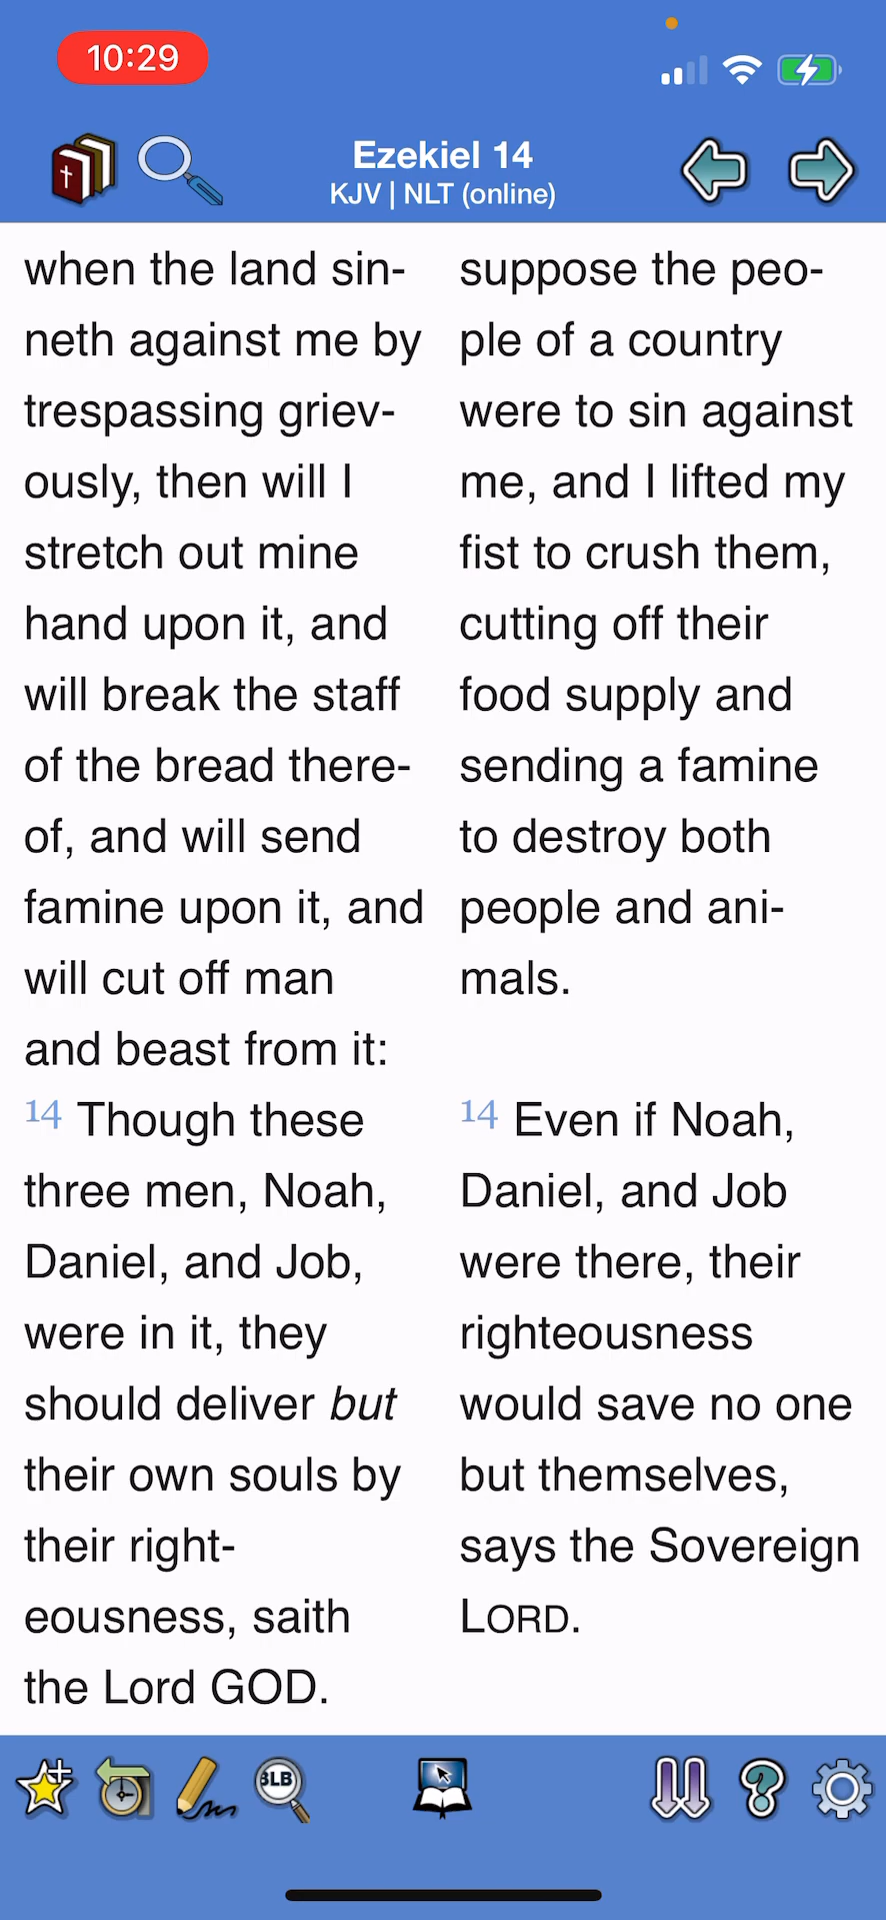 10:29
Ezekiel 14
KJV | NLT (online)
when the land sin-
neth against me by
trespassing griev-
ously, then will I
stretch out mine
hand upon it, and
will break the staff
of the bread there-
of, and will send
famine upon it, and
will cut off man
and beast from it:
14 Though these
three men, Noah,
Daniel, and Job,
were in it, they
should deliver but
their own souls by
their right-
eousness, saith
the Lord GOD.
suppose the peo-
ple of a country
were to sin against
me, and I lifted my
fist to crush them,
cutting off their
food supply and
sending a famine
to destroy both
people and ani-
mals.
14 Even if Noah,
Daniel, and Job
were there, their
righteousness
would save no one
but themselves,
says the Sovereign
LORD.
BLB